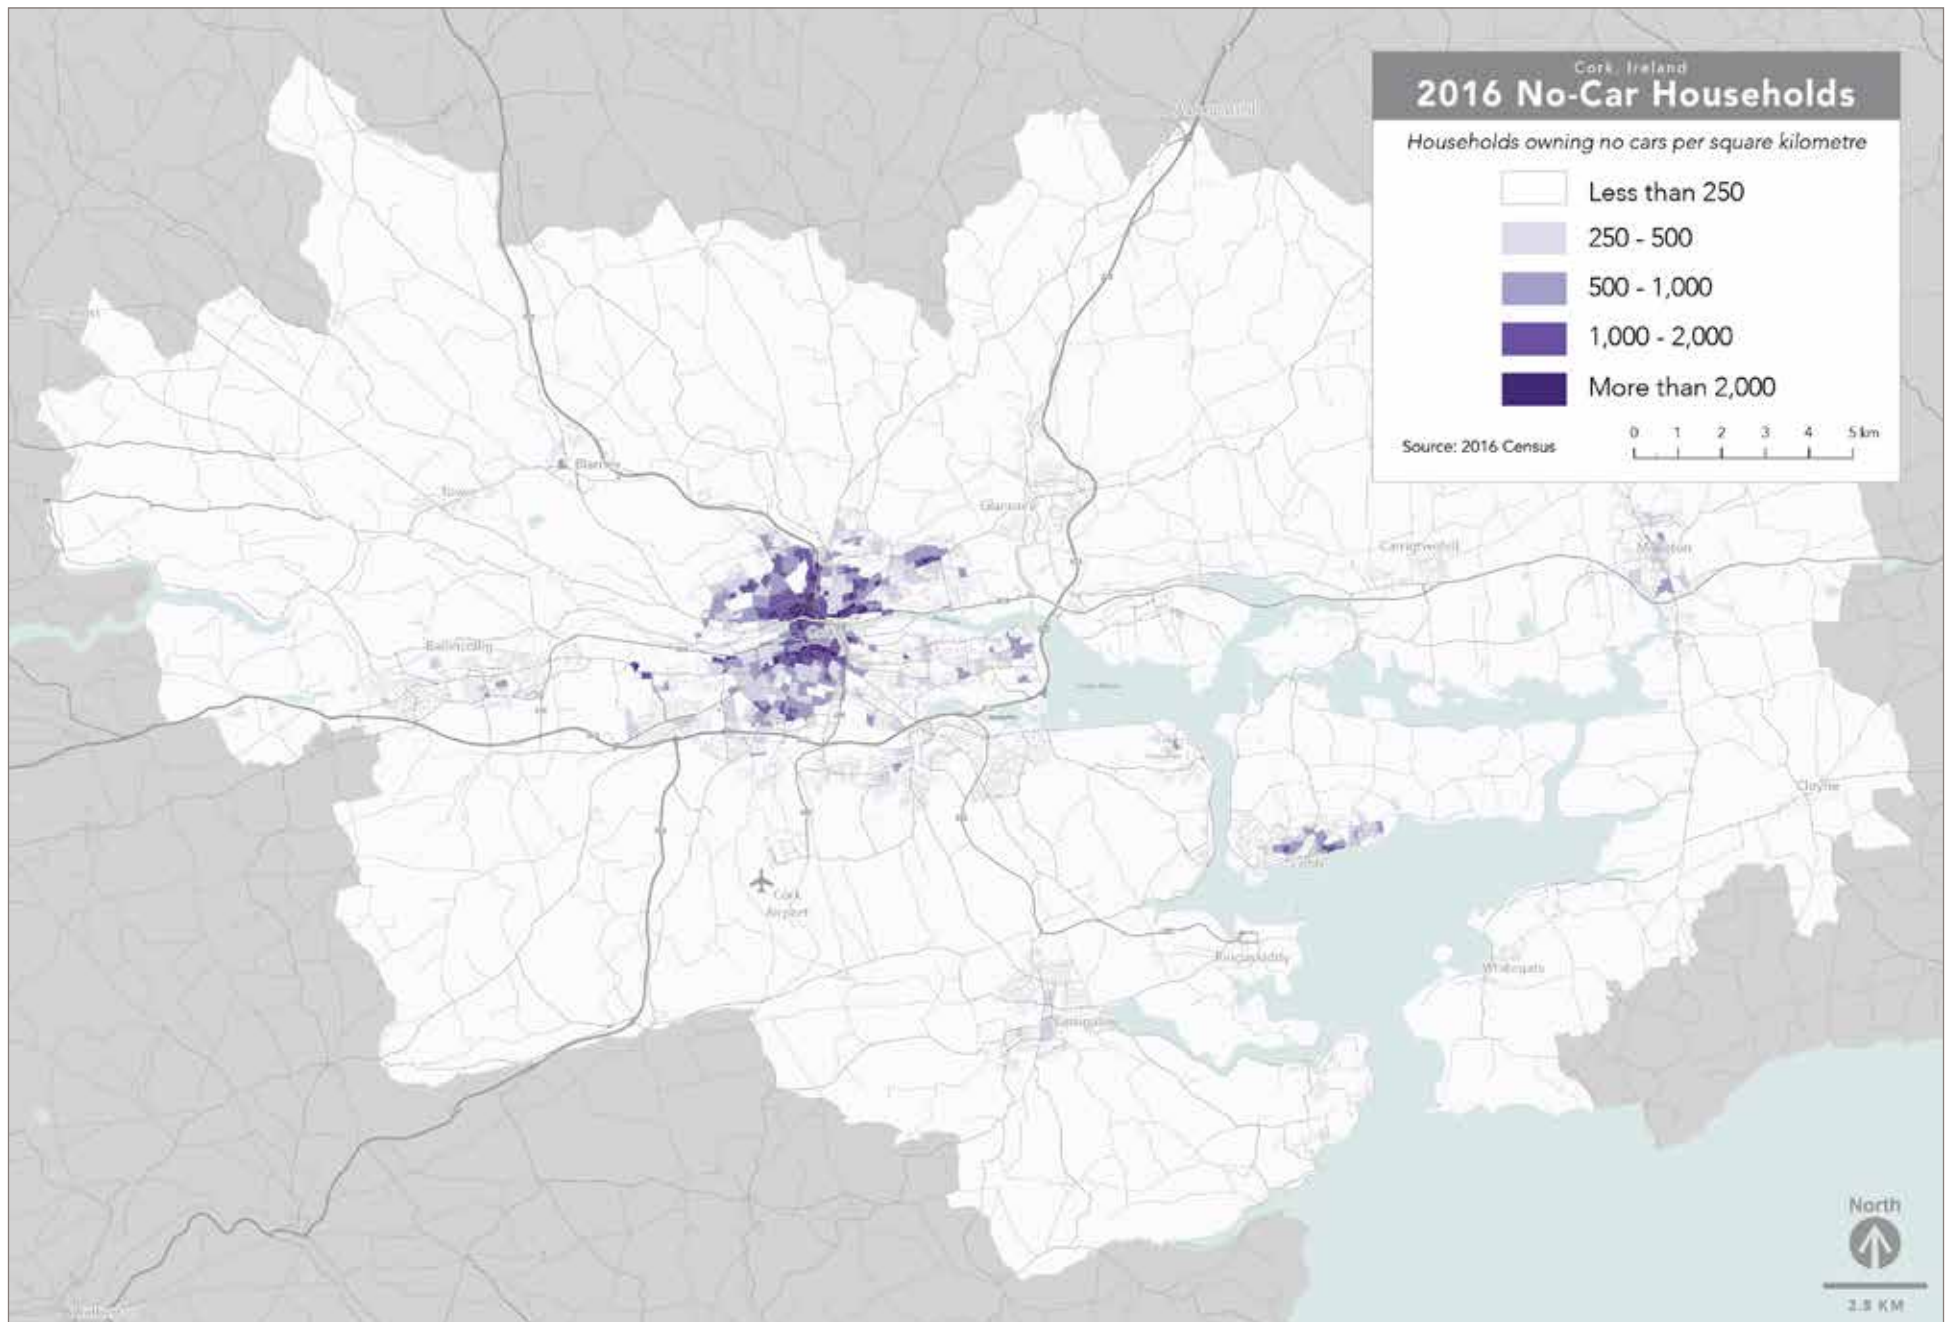 Cork, Ireland
2016 No-Car Households
Households owning no cars per square kilometre
Less than 250
250 - 500
500 - 1,000
1,000 - 2,000
More than 2,000
Source: 2016 Census
0 1 2 3 4 5 km
Blarney
Tower
Glanmire
Carrigtwohill
Midleton
Ballincollig
Cloyne
Cork
Airport
Ringaskiddy
Whitegate
Carrigaline
North
2.8 KM